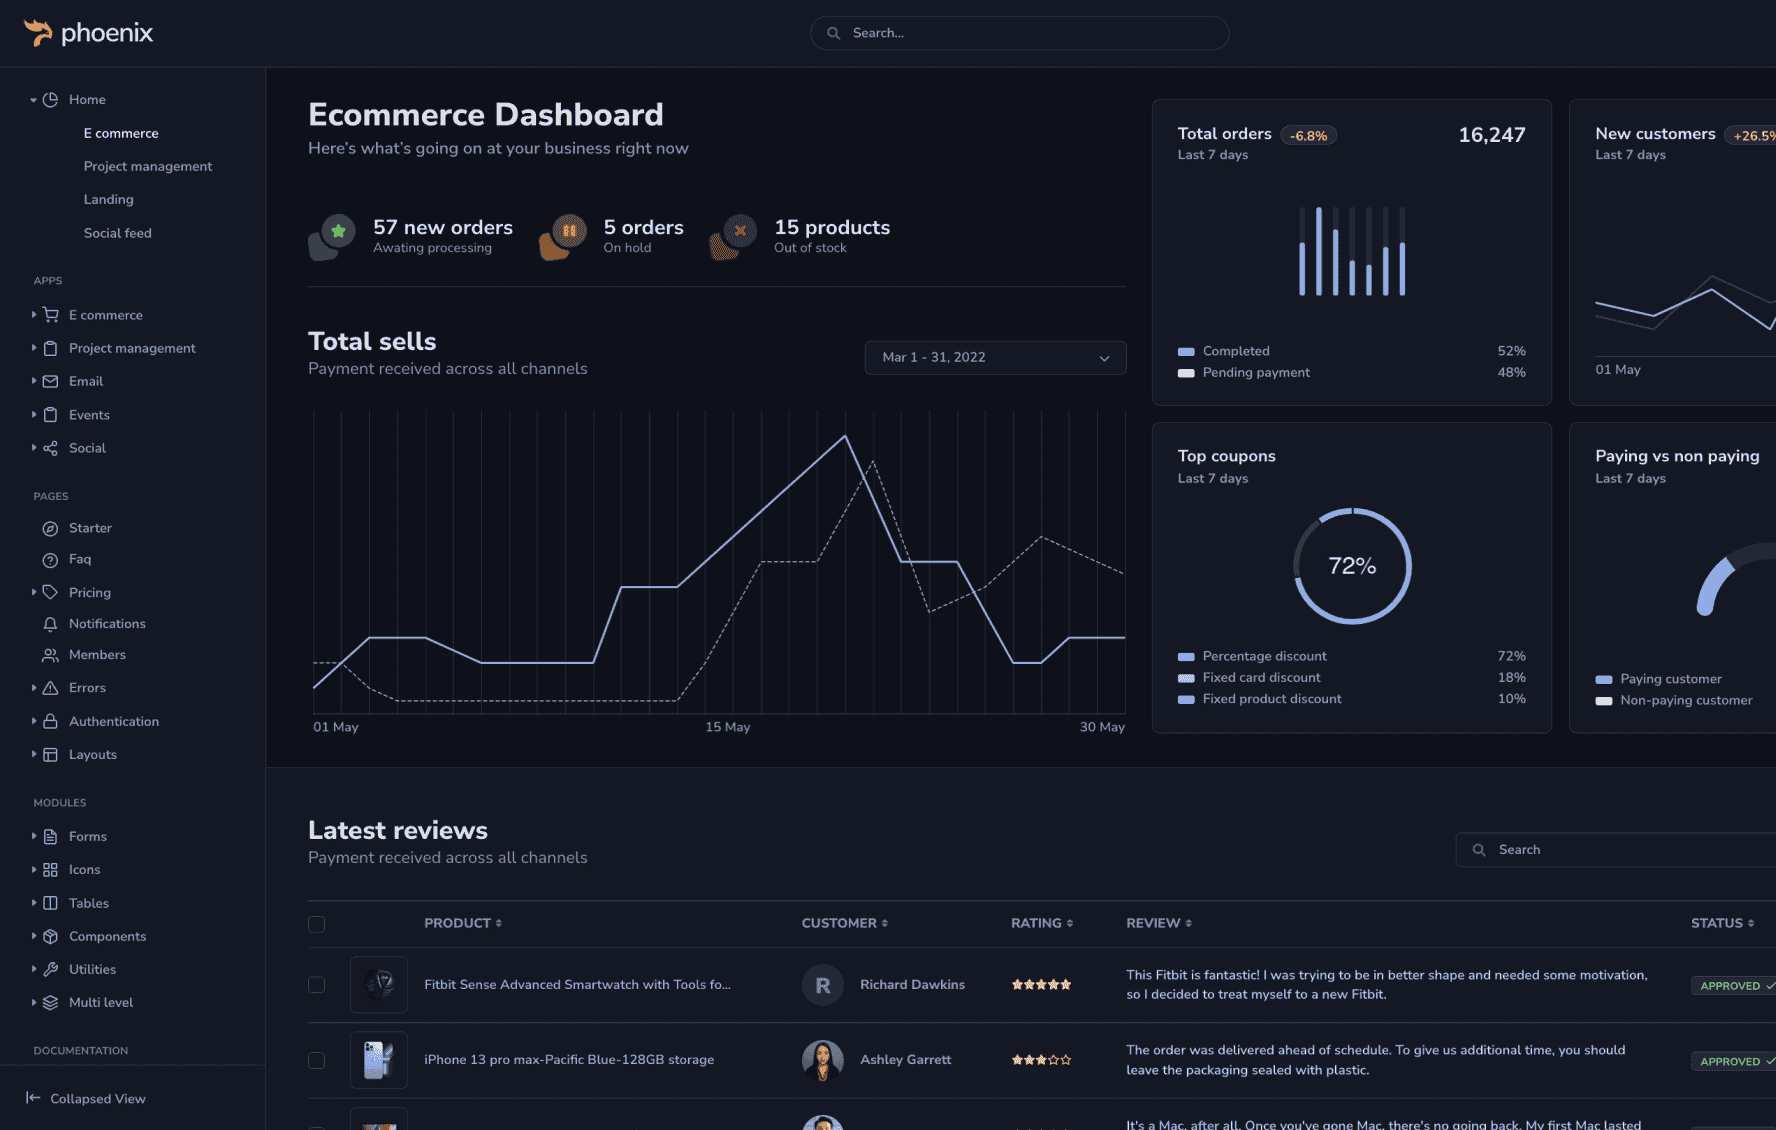 phoenix
Search...
Home
E commerce
Project management
Landing
Social feed
APPS
E commerce
Project management
Email
Events
Social
PAGES
Starter
Faq
Pricing
Notifications
Members
Errors
Authentication
Layouts
MODULES
Forms
Icons
Tables
Components
Utilities
Multi level
DOCUMENTATION
Collapsed View
Ecommerce Dashboard
Here's what's going on at your business right now
57 new orders
Awating processing
5 orders
On hold
15 products
Out of stock
Total sells
Payment received across all channels
Mar 1 - 31, 2022
01 May
15 May
30 May
Total orders -6.8% 16,247
Last 7 days
Completed 52%
Pending payment 48%
New customers +26.5%
Last 7 days
01 May
Top coupons
Last 7 days
72%
Percentage discount 72%
Fixed card discount 18%
Fixed product discount 10%
Paying vs non paying
Last 7 days
Paying customer
Non-paying customer
Latest reviews
Payment received across all channels
Search
PRODUCT CUSTOMER RATING REVIEW STATUS
Fitbit Sense Advanced Smartwatch with Tools fo...
R
Richard Dawkins
This Fitbit is fantastic! I was trying to be in better shape and needed some motivation,
so I decided to treat myself to a new Fitbit.
APPROVED
iPhone 13 pro max-Pacific Blue-128GB storage
Ashley Garrett
The order was delivered ahead of schedule. To give us additional time, you should
leave the packaging sealed with plastic.
APPROVED
It's a Mac, after all. Once you've gone Mac, there's no going back. My first Mac lasted